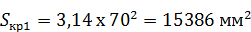 Sкр1 = 3,14 x 70² = 15386 мм²